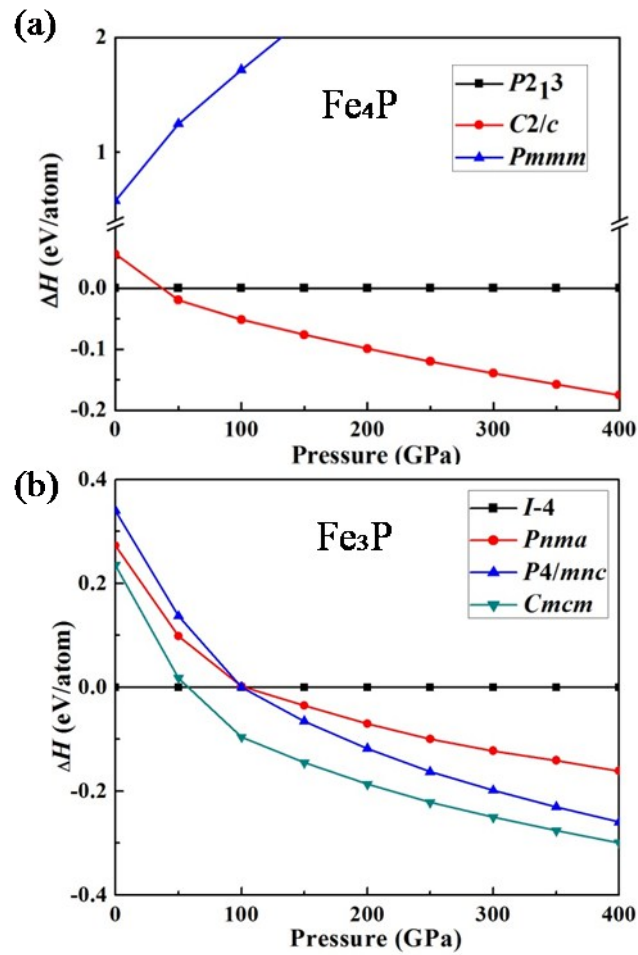 (a)
2
1
0.0
-0.1
-0.2
ΔH (eV/atom)
Fe₄P
P2₁3
C2/c
Pmmm
0 100 200 300 400
Pressure (GPa)
(b)
0.4
0.2
0.0
-0.2
-0.4
ΔH (eV/atom)
Fe₃P
I-4
Pnma
P4/mnc
Cmcm
0 100 200 300 400
Pressure (GPa)